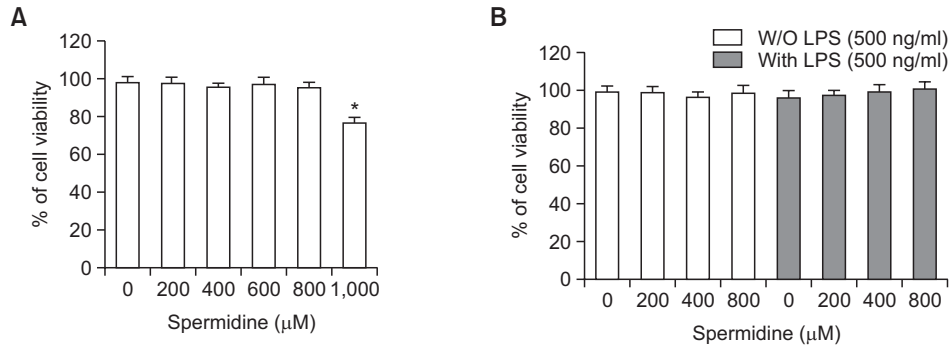 A
120
100
80
60
40
20
0
% of cell viability
*
0 200 400 600 800 1,000
Spermidine (μM)
B
W/O LPS (500 ng/ml)
With LPS (500 ng/ml)
120
100
80
60
40
20
0
% of cell viability
0 200 400 800 0 200 400 800
Spermidine (μM)